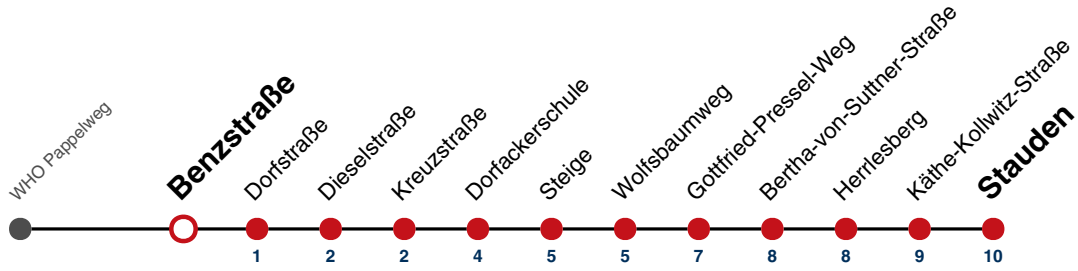 WHO Pappelweg
Benzstraße
Dorfstraße
Dieselstraße
Kreuzstraße
Dorfackerschule
Steige
Wolfsbaumweg
Gottfried-Pressel-Weg
Bertha-von-Suttner-Straße
Herrlesberg
Käthe-Kollwitz-Straße
Stauden
1 2 2 4 5 5 7 8 8 9 10